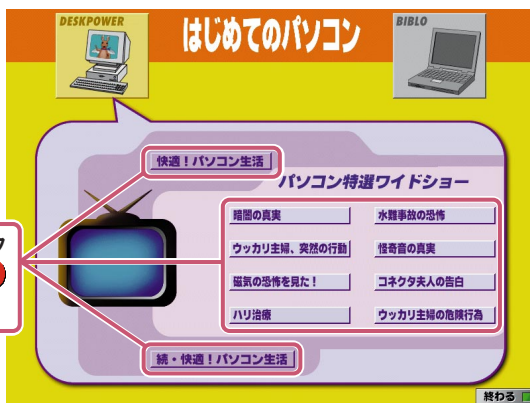 DESKPOWER
はじめてのパソコン
BIBLO
快適！パソコン生活
パソコン特選ワイドショー
暗闇の真実
水難事故の恐怖
ウッカリ主婦、突然の行動
怪奇音の真実
磁気の恐怖を見た！
コネクタ夫人の告白
ハリ治療
ウッカリ主婦の危険行為
続・快適！パソコン生活
終わる